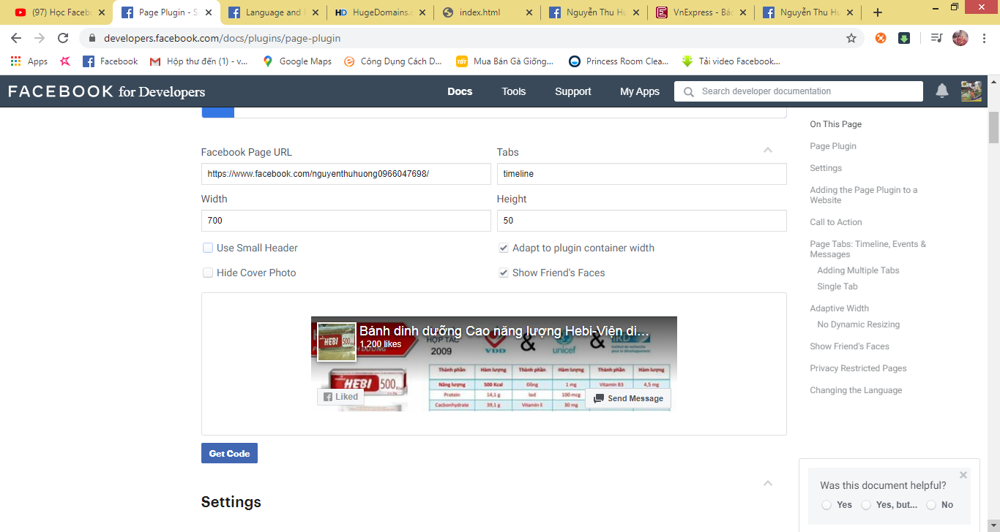 (97) Học Faceb
Page Plugin - S
Language and
HugeDomains.c
index.html
Nguyễn Thu Hu
VnExpress - Bác
Nguyễn Thu Hu
developers.facebook.com/docs/plugins/page-plugin
Apps
Facebook
Hộp thư đến (1) - v...
Google Maps
Công Dụng Cách D...
Mua Bán Gà Giống...
Princess Room Clea...
Tải video Facebook...
FACEBOOK for Developers
Docs
Tools
Support
My Apps
Search developer documentation
Facebook Page URL
Tabs
https://www.facebook.com/nguyenthuhuong0966047698/
timeline
Width
Height
700
50
Use Small Header
Adapt to plugin container width
Hide Cover Photo
Show Friend's Faces
Bánh dinh dưỡng Cao năng lượng Hebi-Viện di...
1,200 likes
HỢP TÁC
2009
VDD
&
unicef
&
IRD
HEBI 500
HEBI 500
Thành phần Hàm lượng Thành phần Hàm lượng Thành phần Hàm lượng
Năng lượng 500 Kcal Đồng 1 mg Vitamin B3 4,5 mg
Protein 14,1 g Iod 100 mcg
Cacbonhydrate 39,1 g Vitamin E 30 mg
Liked
Send Message
Get Code
Settings
On This Page
Page Plugin
Settings
Adding the Page Plugin to a
Website
Call to Action
Page Tabs: Timeline, Events &
Messages
Adding Multiple Tabs
Single Tab
Adaptive Width
No Dynamic Resizing
Show Friend's Faces
Privacy Restricted Pages
Changing the Language
Was this document helpful?
Yes
Yes, but...
No